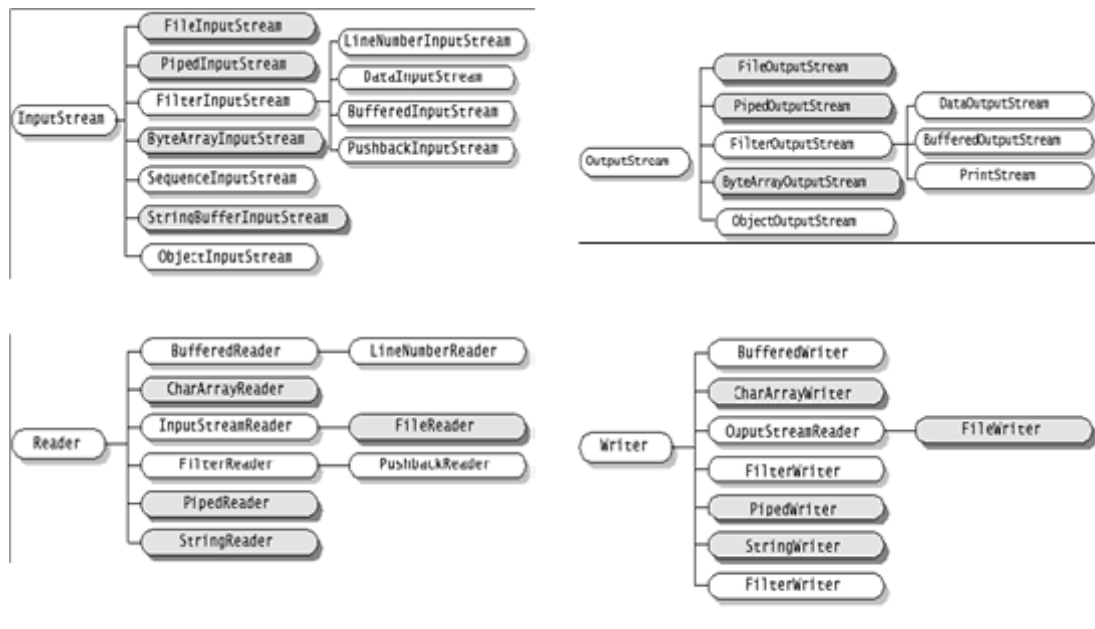 InputStream
FileInputStream
PipedInputStream
FilterInputStream
ByteArrayInputStream
SequenceInputStream
StringBufferInputStream
ObjectInputStream
LineNumberInputStream
DataInputStream
BufferedInputStream
PushbackInputStream
OutputStream
FileOutputStream
PipedOutputStream
FilterOutputStream
ByteArrayOutputStream
ObjectOutputStream
DataOutputStream
BufferedOutputStream
PrintStream
Reader
BufferedReader
CharArrayReader
InputStreamReader
FilterReader
PipedReader
StringReader
LineNumberReader
FileReader
PushbackReader
Writer
BufferedWriter
CharArrayWriter
OuputStreamReader
FilterWriter
PipedWriter
StringWriter
FilterWriter
FileWriter